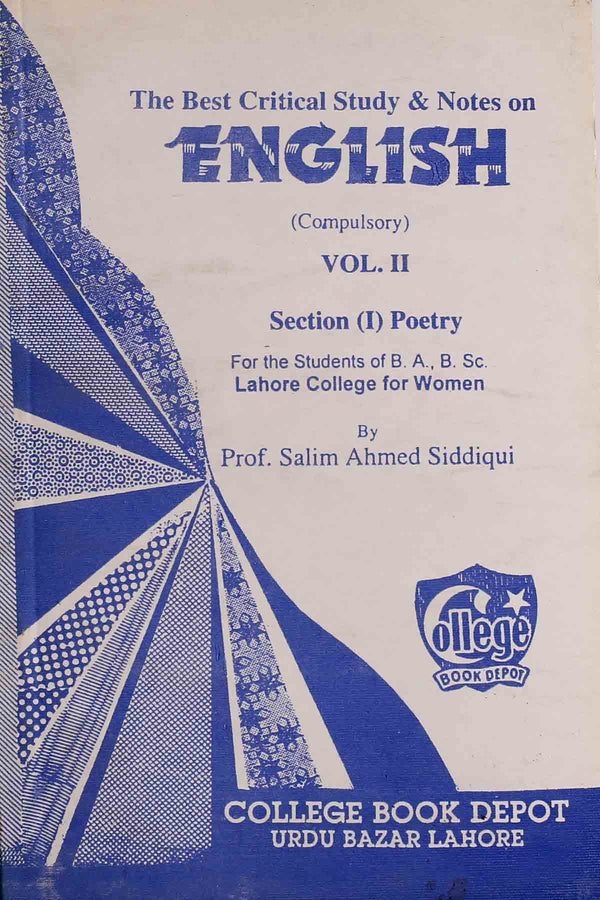 The Best Critical Study & Notes on
ENGLISH
(Compulsory)
VOL. II
Section (I) Poetry
For the Students of B. A., B. Sc.
Lahore College for Women
By
Prof. Salim Ahmed Siddiqui
College
BOOK DEPOT
COLLEGE BOOK DEPOT
URDU BAZAR LAHORE